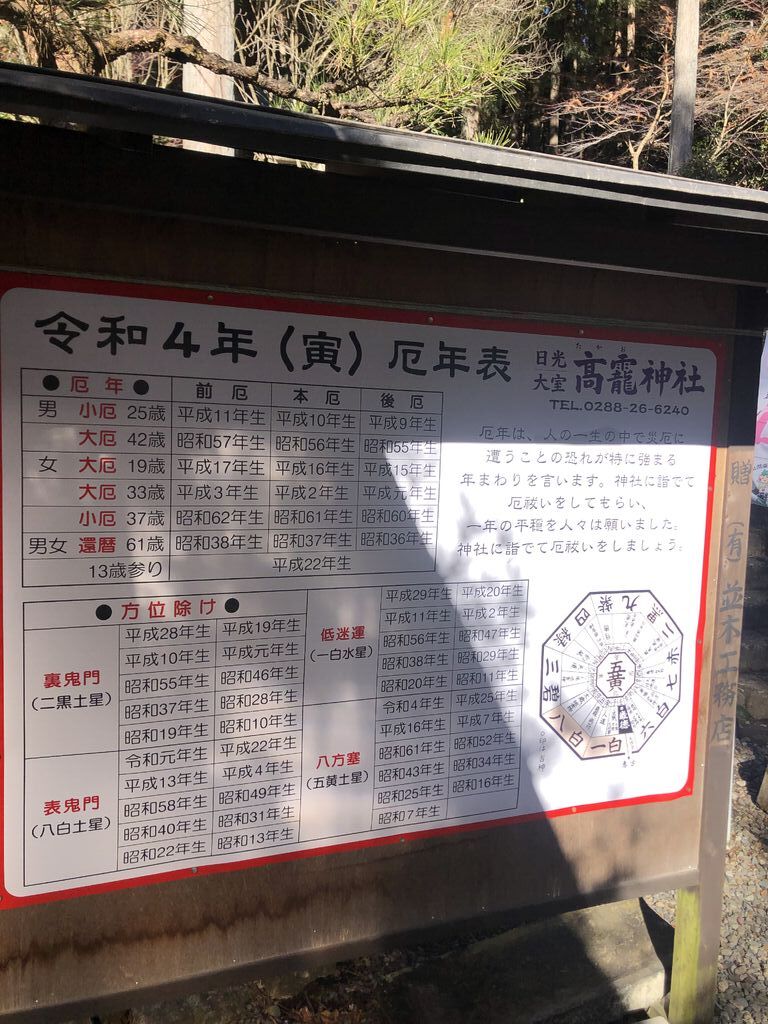 令和4年（寅）厄年表
日光
大室
たかお
高龗神社
TEL.0288-26-6240
●厄年● 前厄 本厄 後厄
男 小厄 25歳 平成11年生 平成10年生 平成9年生
大厄 42歳 昭和57年生 昭和56年生 昭和55年生
女 大厄 19歳 平成17年生 平成16年生 平成15年生
大厄 33歳 平成3年生 平成2年生 平成元年生
小厄 37歳 昭和62年生 昭和61年生 昭和60年生
男女 還暦 61歳 昭和38年生 昭和37年生 昭和36年生
13歳参り 平成22年生
厄年は、人の一生の中で災厄に
遭うことの恐れが特に強まる
年まわりを言います。神社に詣でて
厄祓いをしてもらい、
一年の平穏を人々は願いました。
神社に詣でて厄祓いをしましょう。
●方位除け●
裏鬼門
（二黒土星）
平成28年生 平成19年生
平成10年生 平成元年生
昭和55年生 昭和46年生
昭和37年生 昭和28年生
昭和19年生 昭和10年生
表鬼門
（八白土星）
令和元年生 平成22年生
平成13年生 平成4年生
昭和58年生 昭和49年生
昭和40年生 昭和31年生
昭和22年生 昭和13年生
低迷運
（一白水星）
平成29年生 平成20年生
平成11年生 平成2年生
昭和56年生 昭和47年生
昭和38年生 昭和29年生
昭和20年生 昭和11年生
八方塞
（五黄土星）
令和4年生 平成25年生
平成16年生 平成7年生
昭和61年生 昭和52年生
昭和43年生 昭和34年生
昭和25年生 昭和16年生
昭和7年生
九紫
四緑
二黒
三碧
五黄
七赤
八白
一白
六白
贈 (有)並木工務店